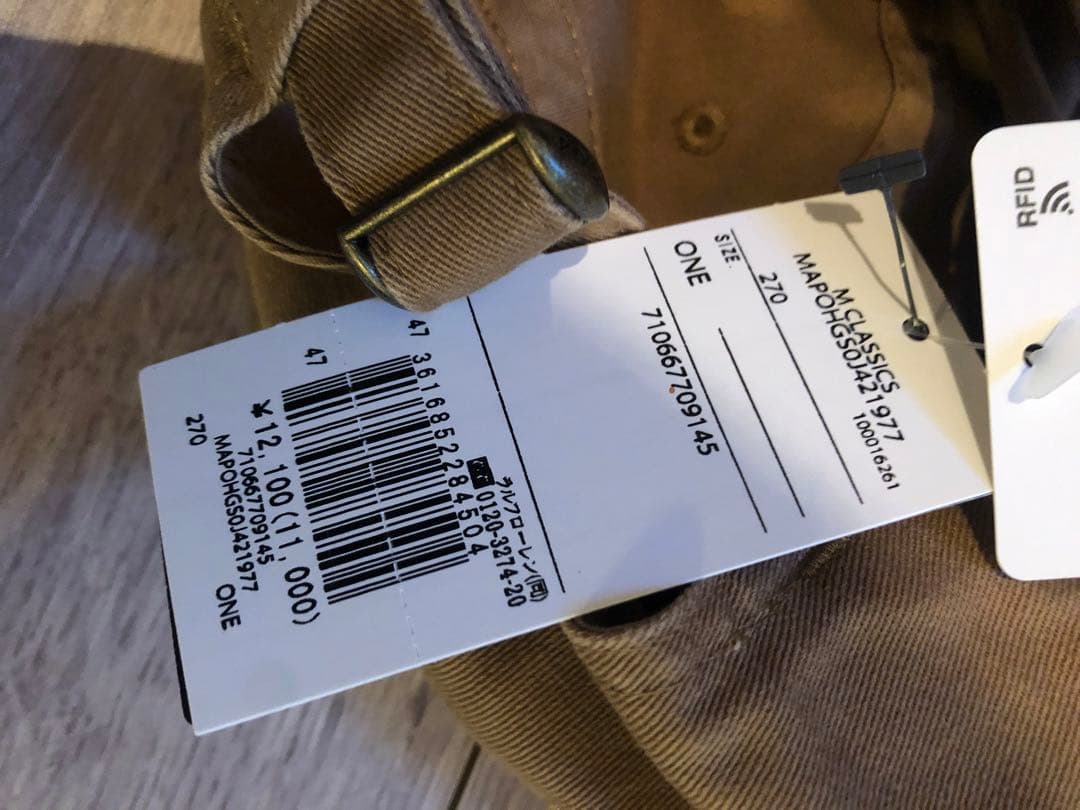 M.CLASSICS
MAPOHGS0J421977
100016261
270
SIZE.
ONE
710667709145
ラルフローレン(同)
0120-3274-20
47 3616852284504
47
¥12,100(11,000)
710667709145
MAPOHGS0J421977
270 ONE
RFID